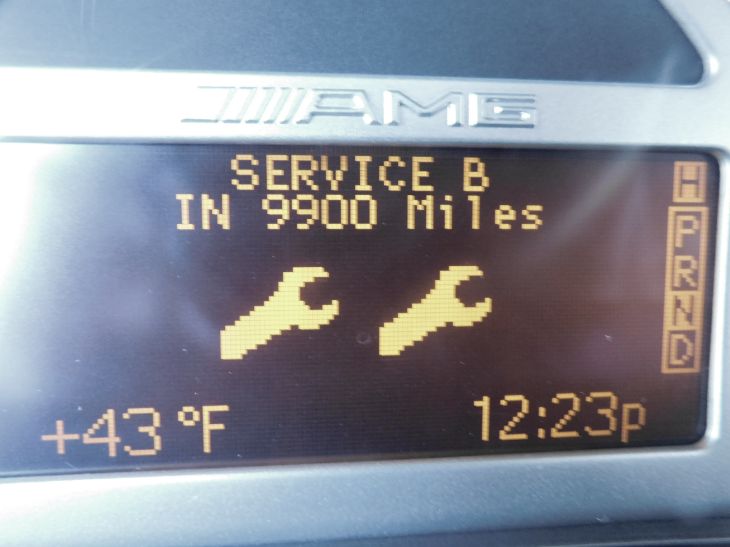 AMG
SERVICE B
IN 9900 Miles
H
P
R
N
D
+43 °F
12:23p